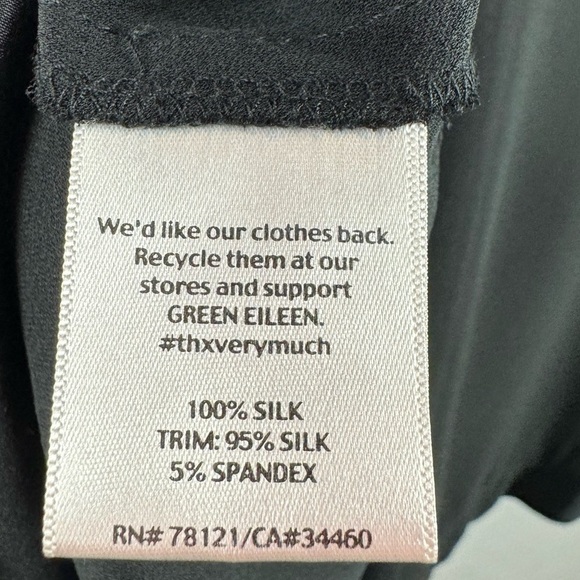 We'd like our clothes back.
Recycle them at our
stores and support
GREEN EILEEN.
#thxverymuch
100% SILK
TRIM: 95% SILK
5% SPANDEX
RN# 78121/CA#34460